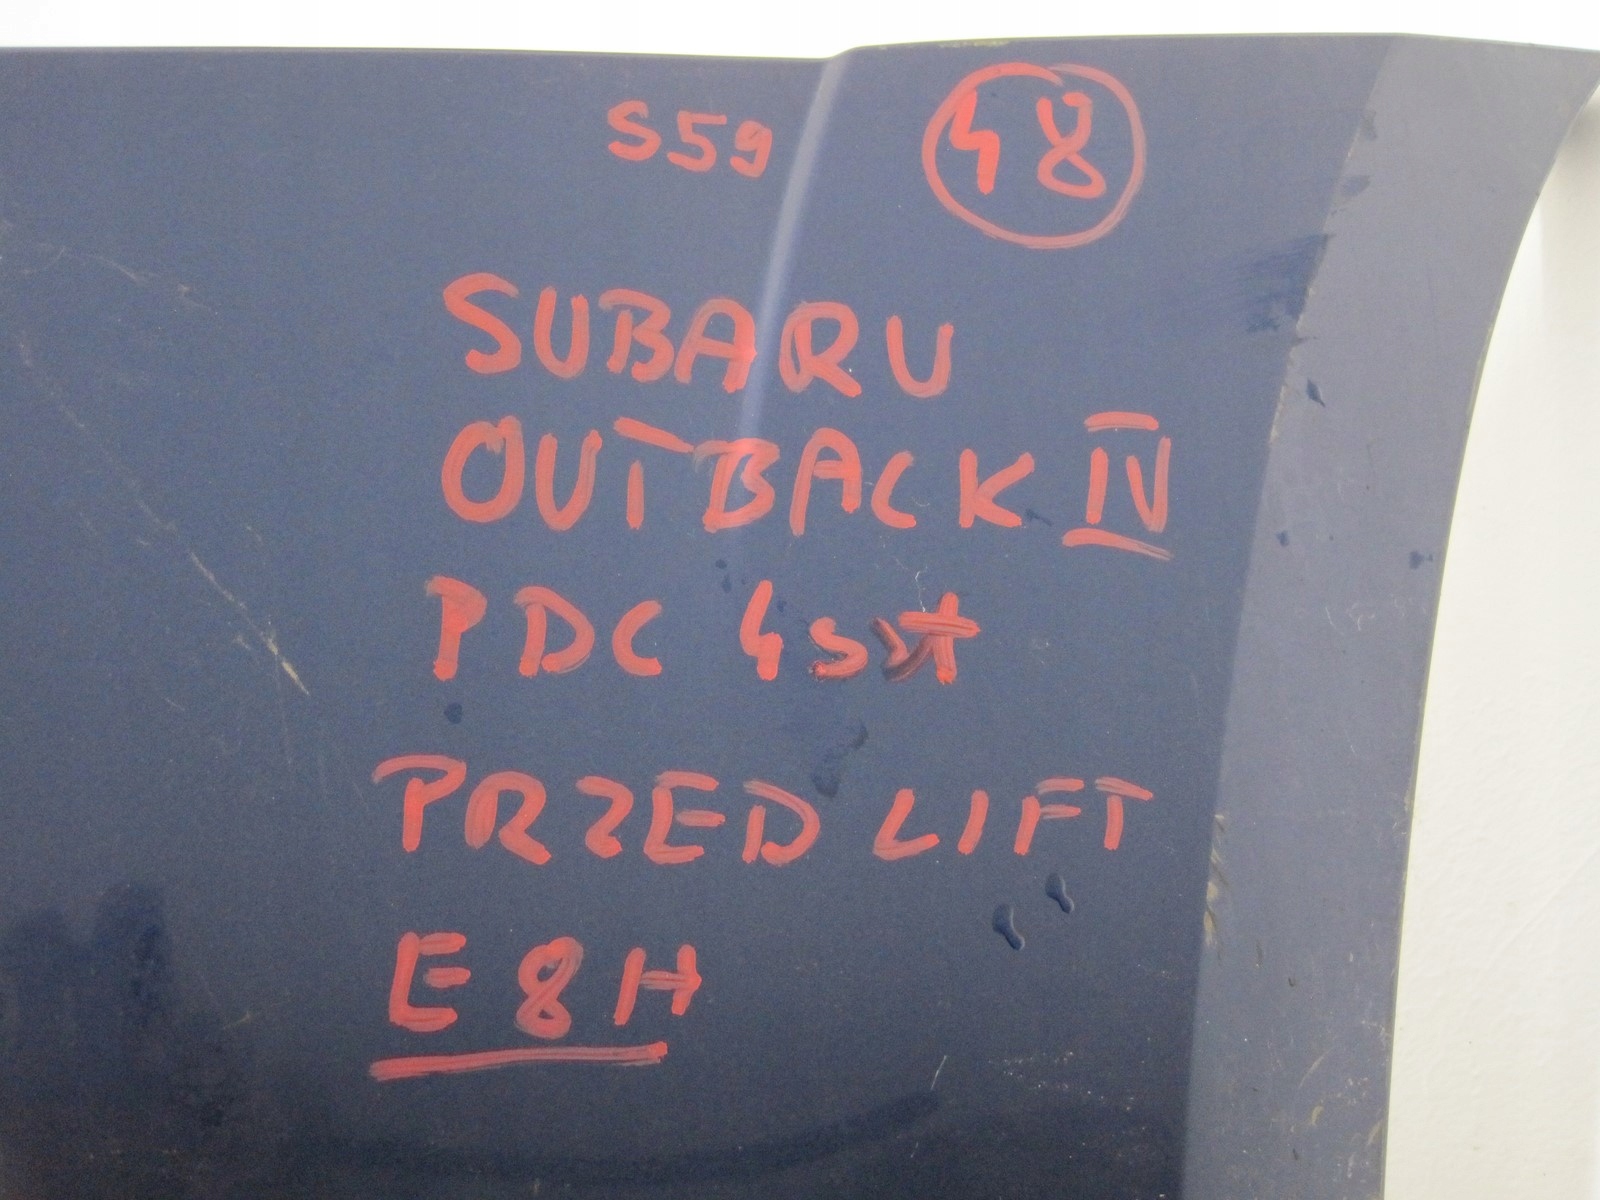 S59 48
SUBARU
OUTBACK IV
PDC 4szt
PRZED LIFT
E8H